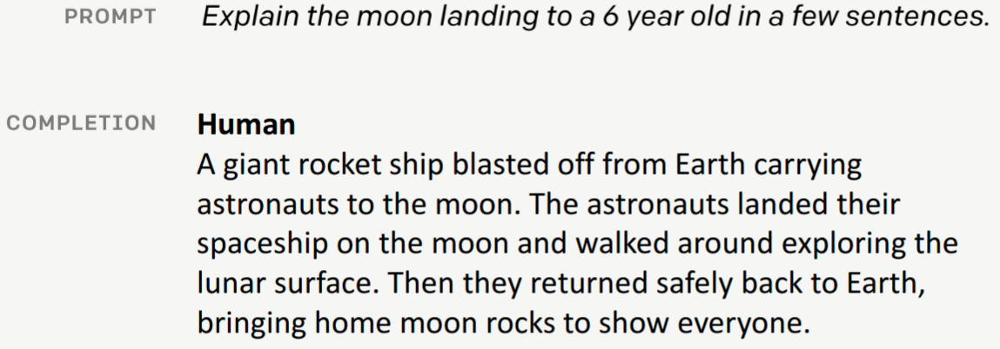 PROMPT Explain the moon landing to a 6 year old in a few sentences.
COMPLETION Human
A giant rocket ship blasted off from Earth carrying
astronauts to the moon. The astronauts landed their
spaceship on the moon and walked around exploring the
lunar surface. Then they returned safely back to Earth,
bringing home moon rocks to show everyone.